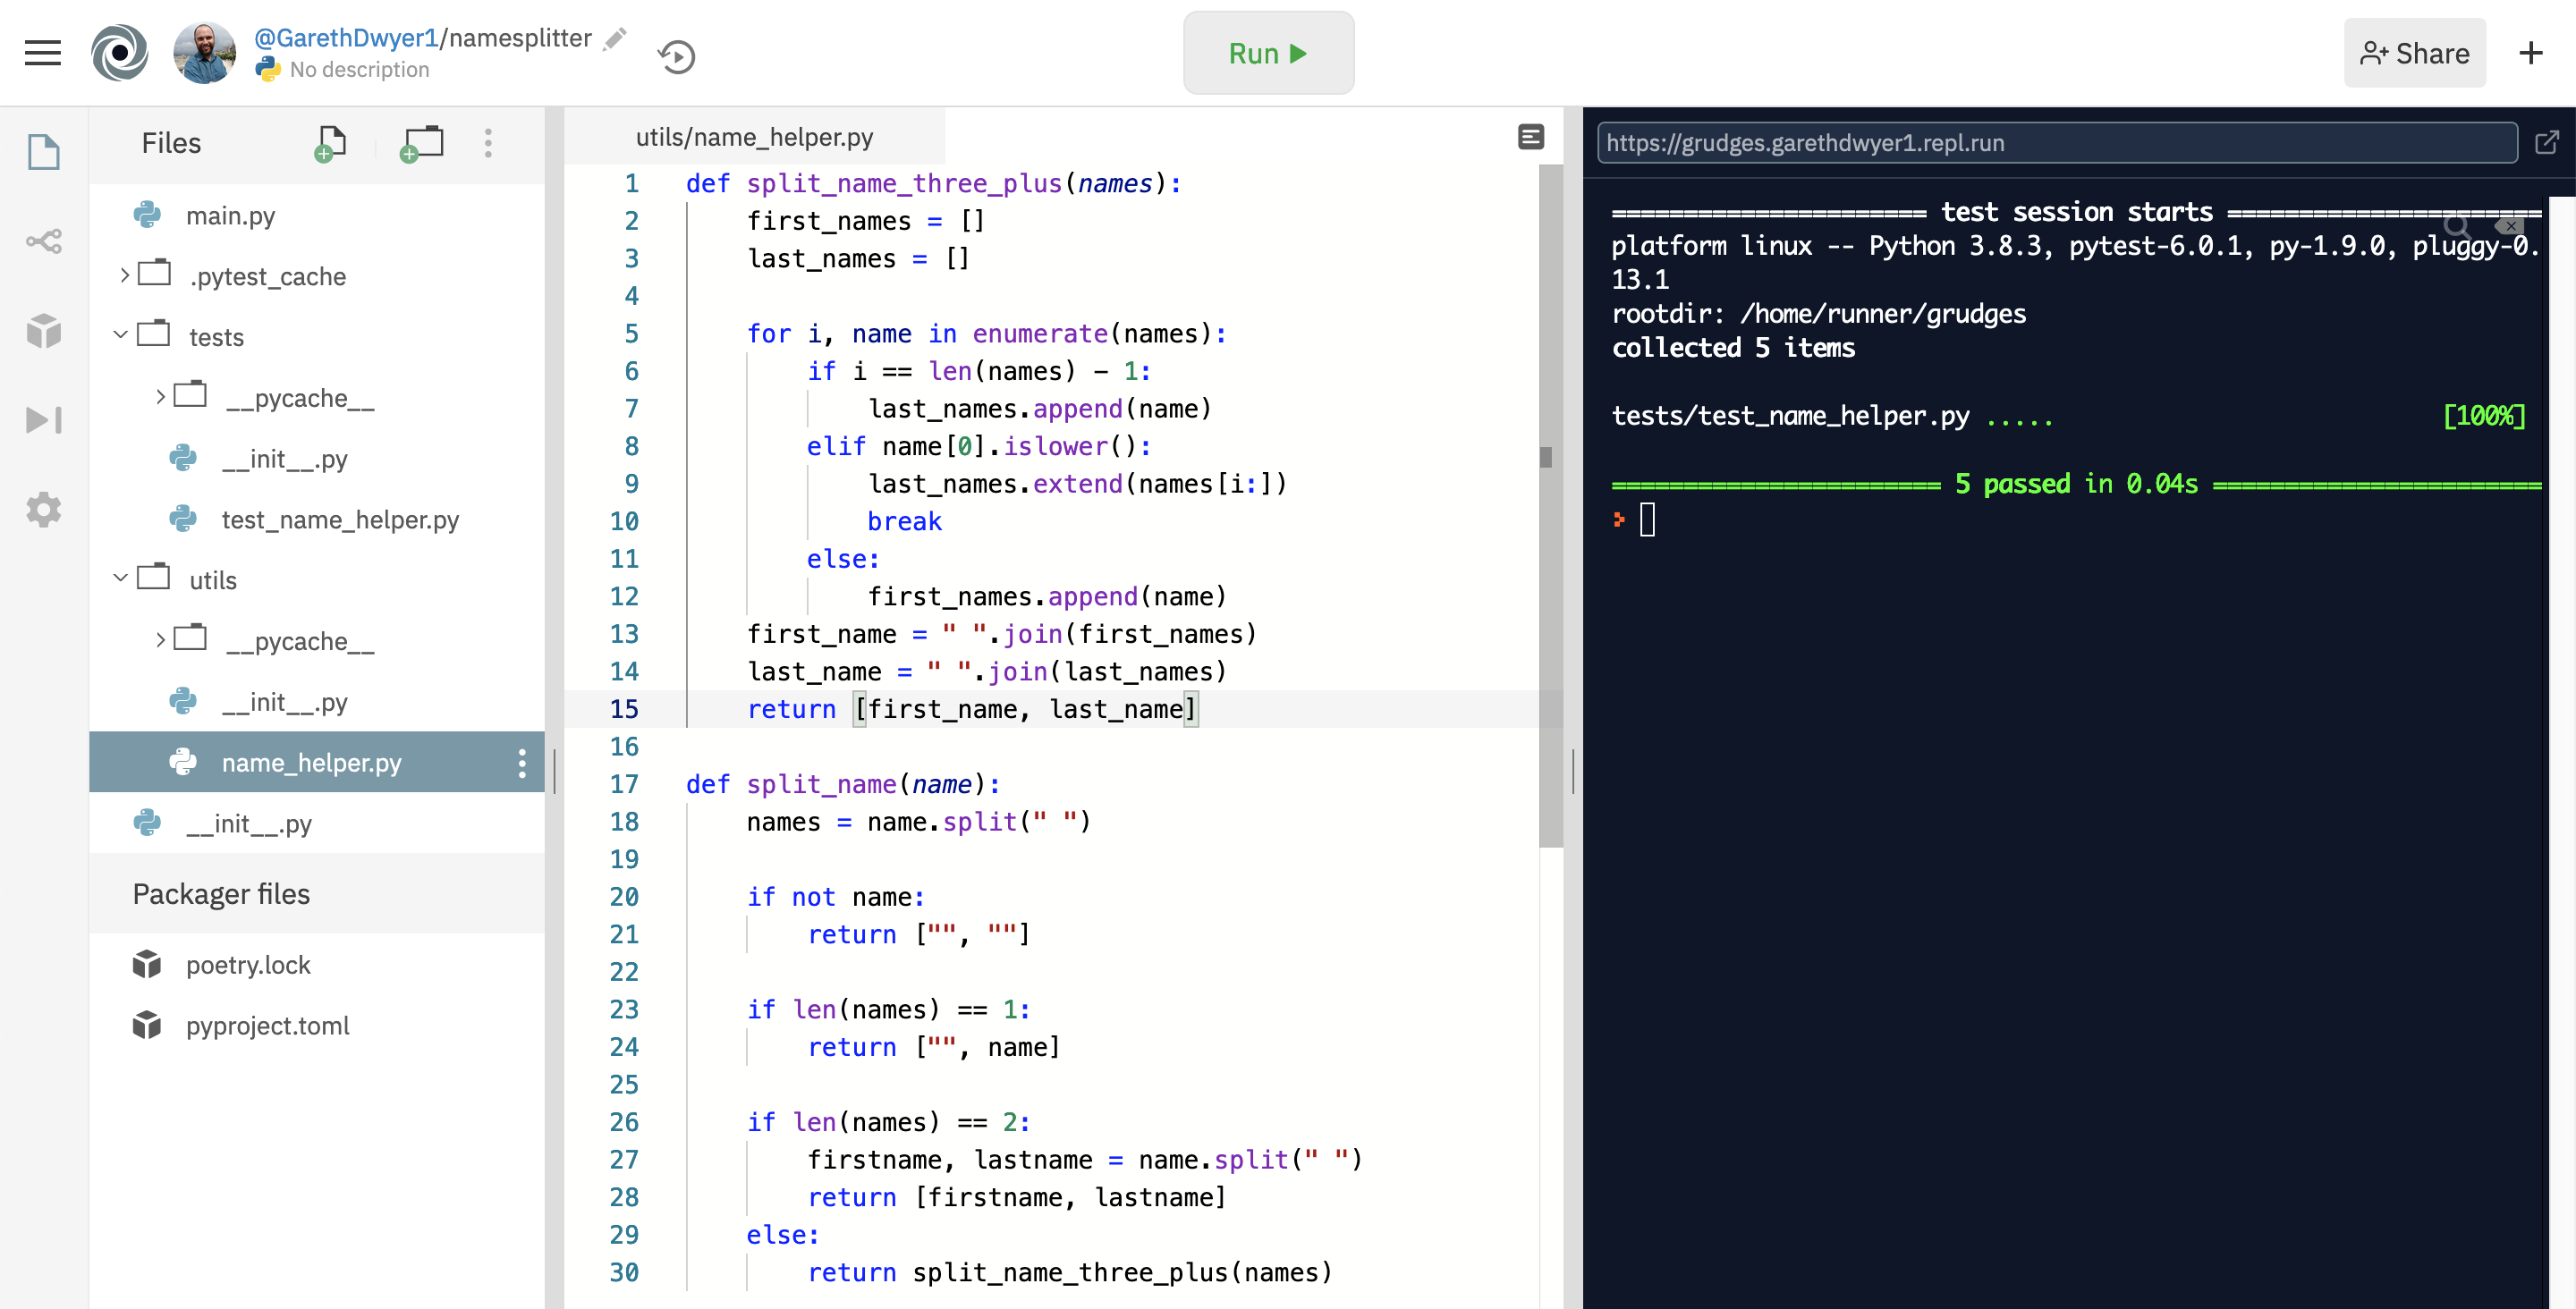 @GarethDwyer1/namesplitter
No description
Run
Share
Files
main.py
.pytest_cache
tests
__pycache__
__init__.py
test_name_helper.py
utils
__pycache__
__init__.py
name_helper.py
__init__.py
Packager files
poetry.lock
pyproject.toml
utils/name_helper.py
1 def split_name_three_plus(names):
2     first_names = []
3     last_names = []
4
5     for i, name in enumerate(names):
6         if i == len(names) - 1:
7             last_names.append(name)
8         elif name[0].islower():
9             last_names.extend(names[i:])
10             break
11         else:
12             first_names.append(name)
13     first_name = " ".join(first_names)
14     last_name = " ".join(last_names)
15     return [first_name, last_name]
16
17 def split_name(name):
18     names = name.split(" ")
19
20     if not name:
21         return ["", ""]
22
23     if len(names) == 1:
24         return ["", name]
25
26     if len(names) == 2:
27         firstname, lastname = name.split(" ")
28         return [firstname, lastname]
29     else:
30         return split_name_three_plus(names)
https://grudges.garethdwyer1.repl.run
===================== test session starts =====================
platform linux -- Python 3.8.3, pytest-6.0.1, py-1.9.0, pluggy-0.
13.1
rootdir: /home/runner/grudges
collected 5 items
tests/test_name_helper.py ..... [100%]
====================== 5 passed in 0.04s ======================